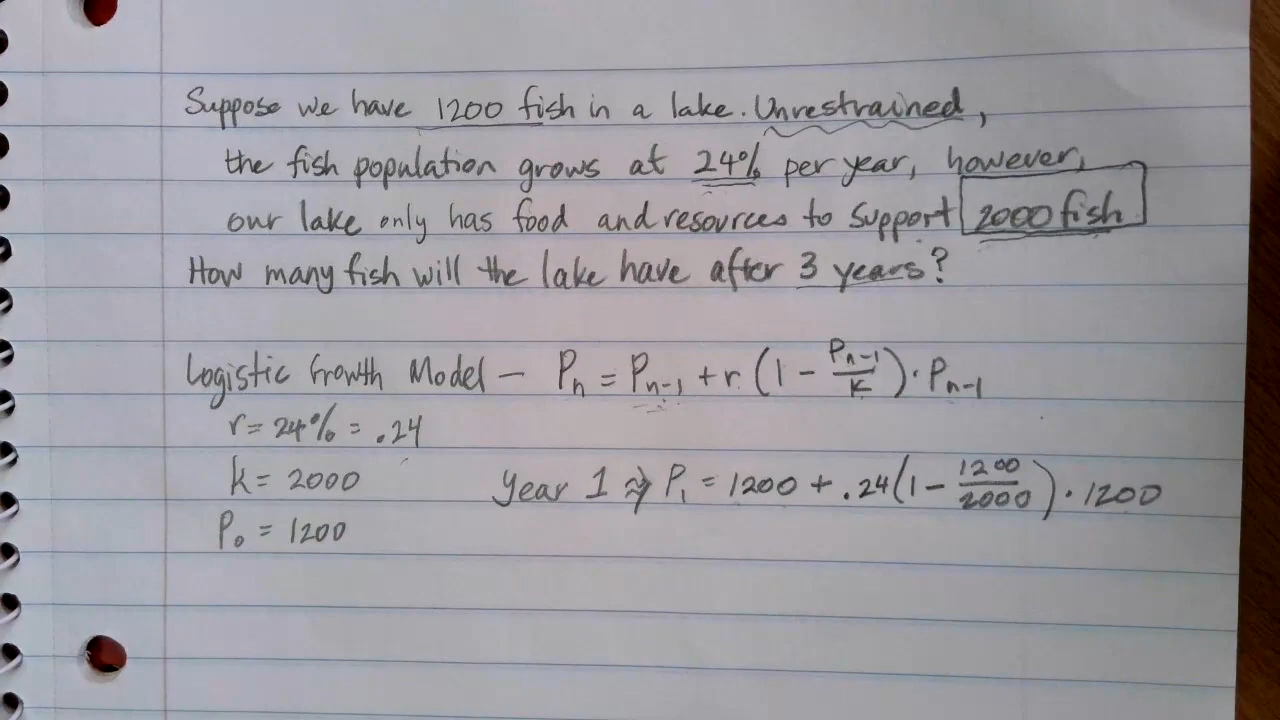 Suppose we have 1200 fish in a lake. Unrestrained,
the fish population grows at 24% per year, however,
our lake only has food and resources to support 2000 fish.
How many fish will the lake have after 3 years?
Logistic Growth Model — Pₙ = Pₙ₋₁ + r (1 - Pₙ₋₁/K) · Pₙ₋₁
r = 24% = .24
k = 2000 Year 1 ⇒ P₁ = 1200 + .24(1 - 1200/2000) · 1200
P₀ = 1200